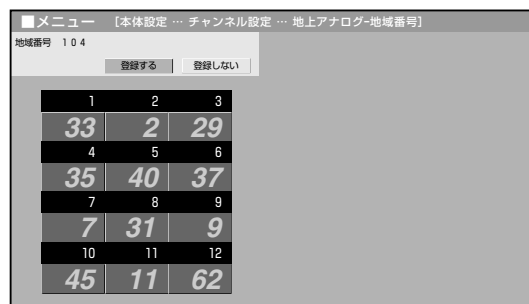 ■メニュー [本体設定 … チャンネル設定 … 地上アナログ-地域番号]
地域番号 104
登録する 登録しない
1 2 3
33 2 29
4 5 6
35 40 37
7 8 9
7 31 9
10 11 12
45 11 62